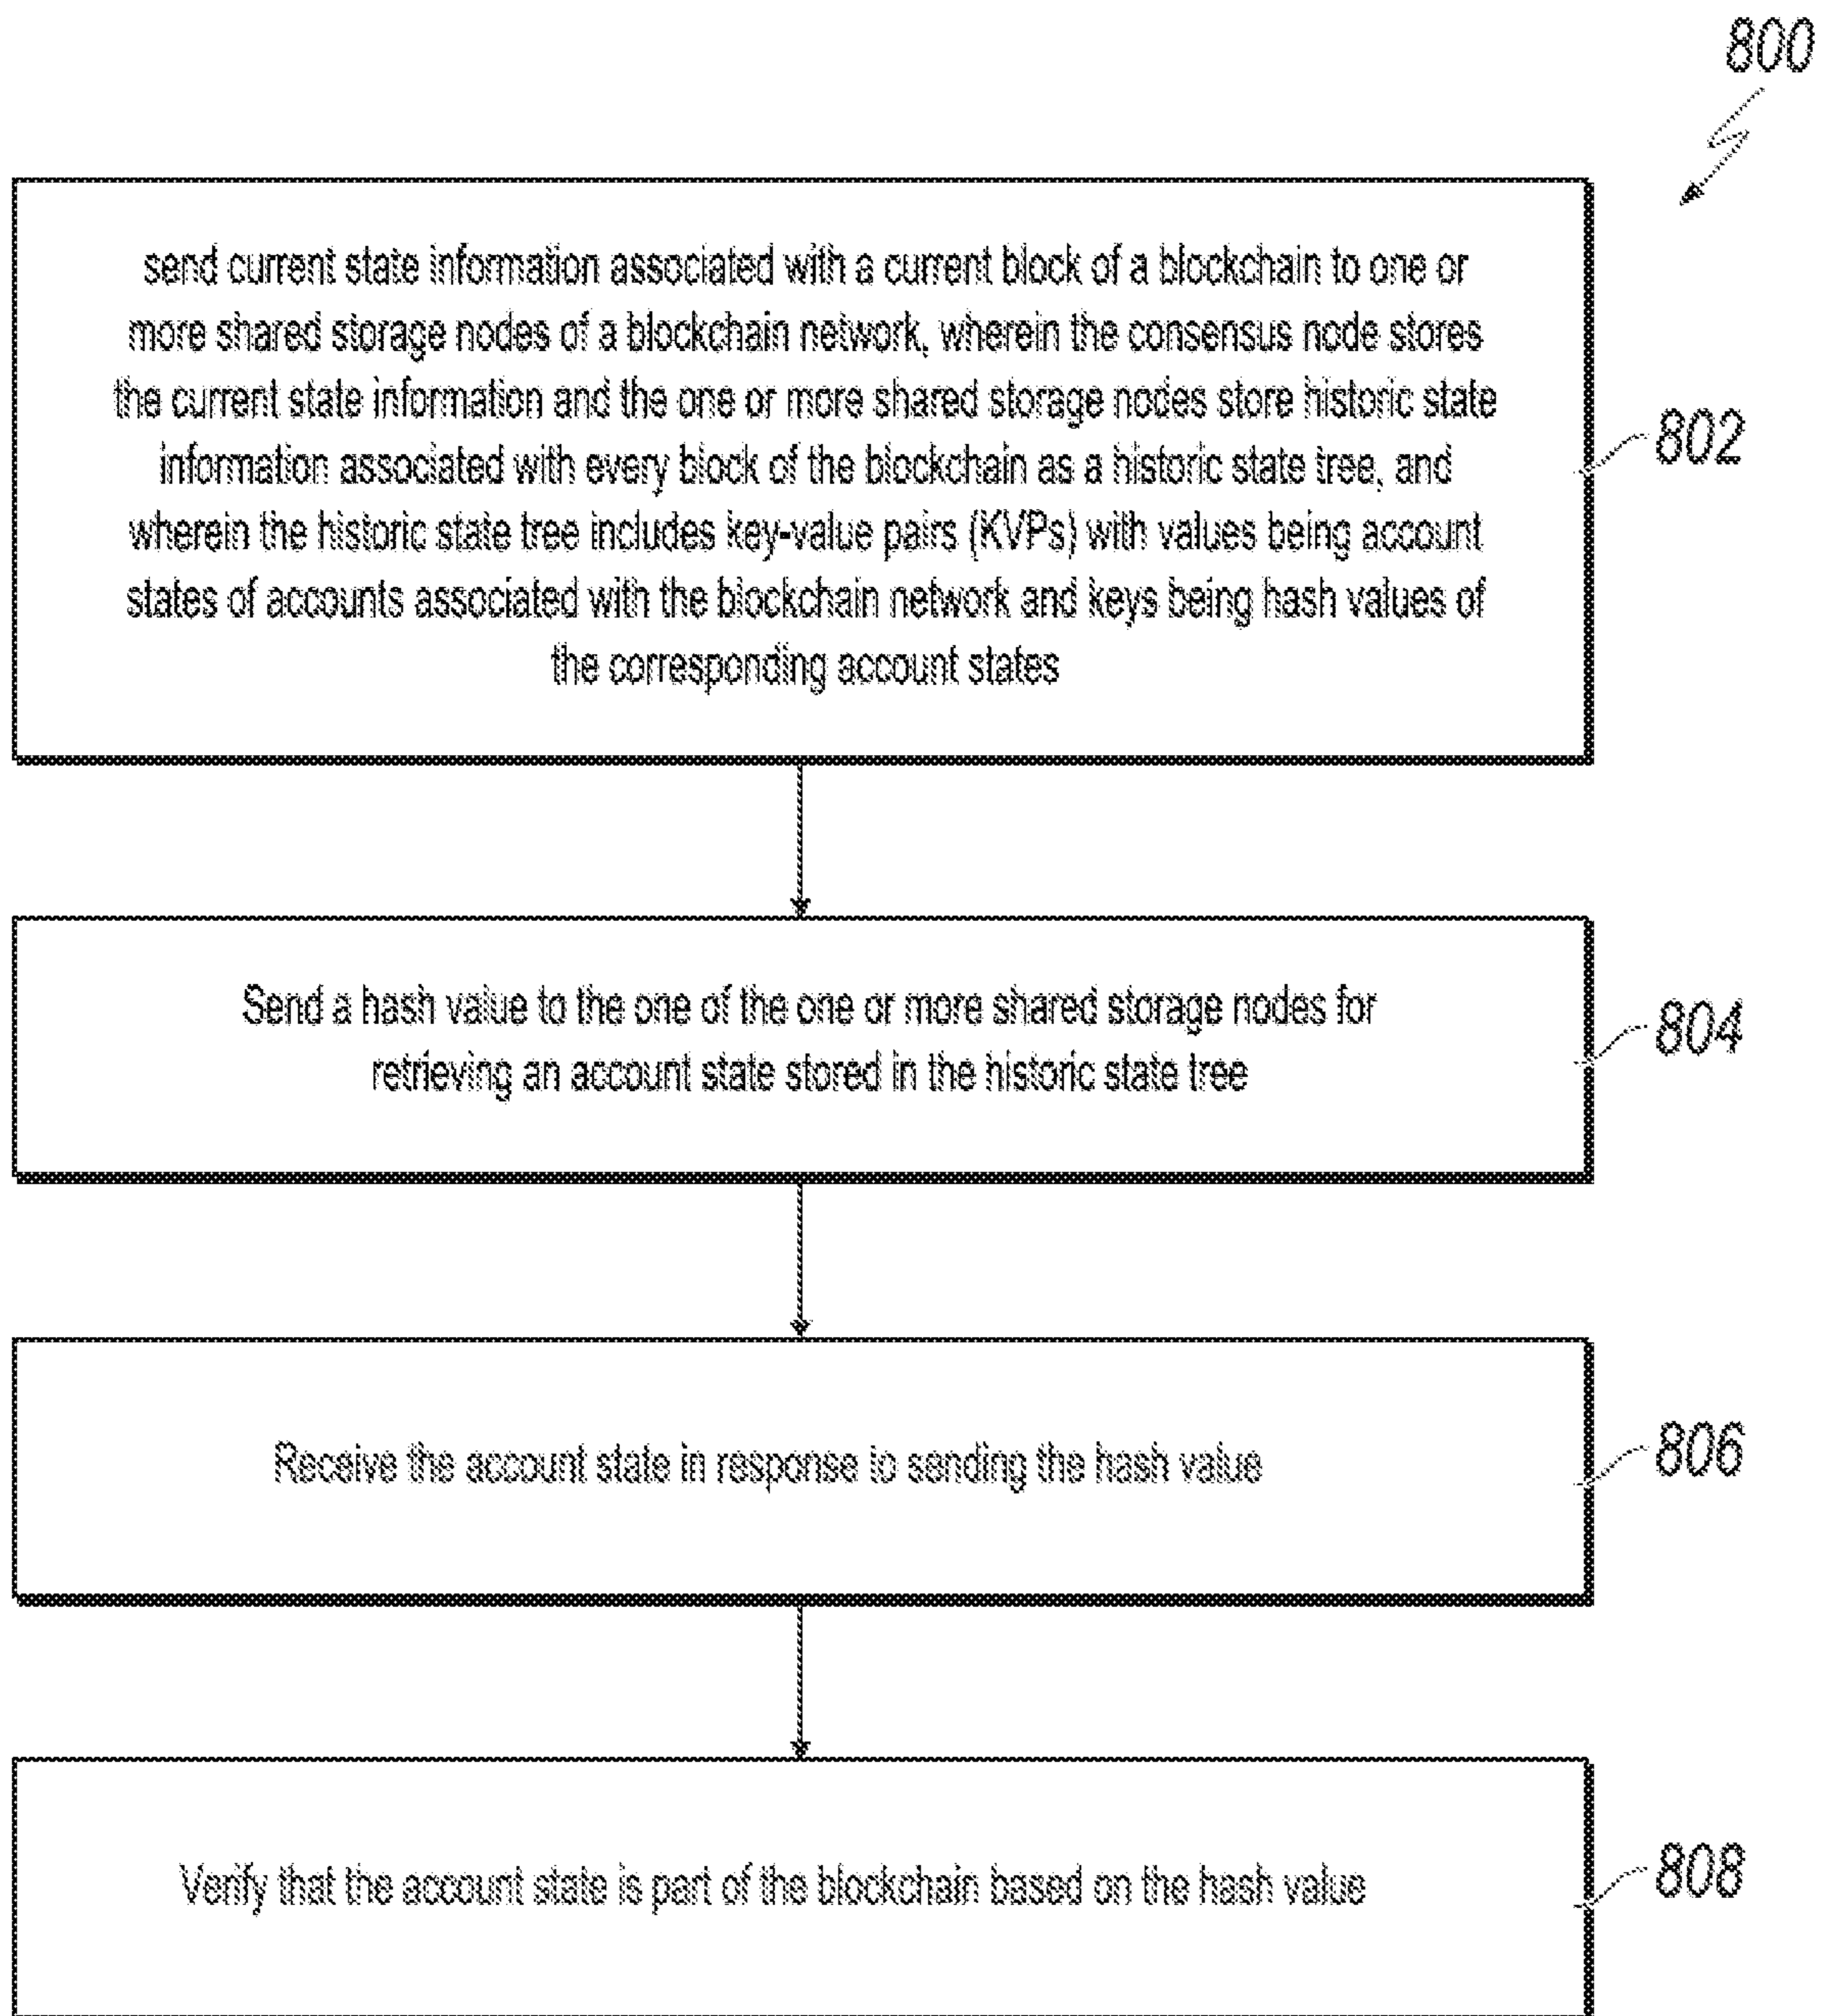 800
send current state information associated with a current block of a blockchain to one or
more shared storage nodes of a blockchain network, wherein the consensus node stores
the current state information and the one or more shared storage nodes store historic state
information associated with every block of the blockchain as a historic state tree, and
wherein the historic state tree includes key-value pairs (KVPs) with values being account
states of accounts associated with the blockchain network and keys being hash values of
the corresponding account states
802
Send a hash value to the one of the one or more shared storage nodes for
retrieving an account state stored in the historic state tree
804
Receive the account state in response to sending the hash value
806
Verify that the account state is part of the blockchain based on the hash value
808